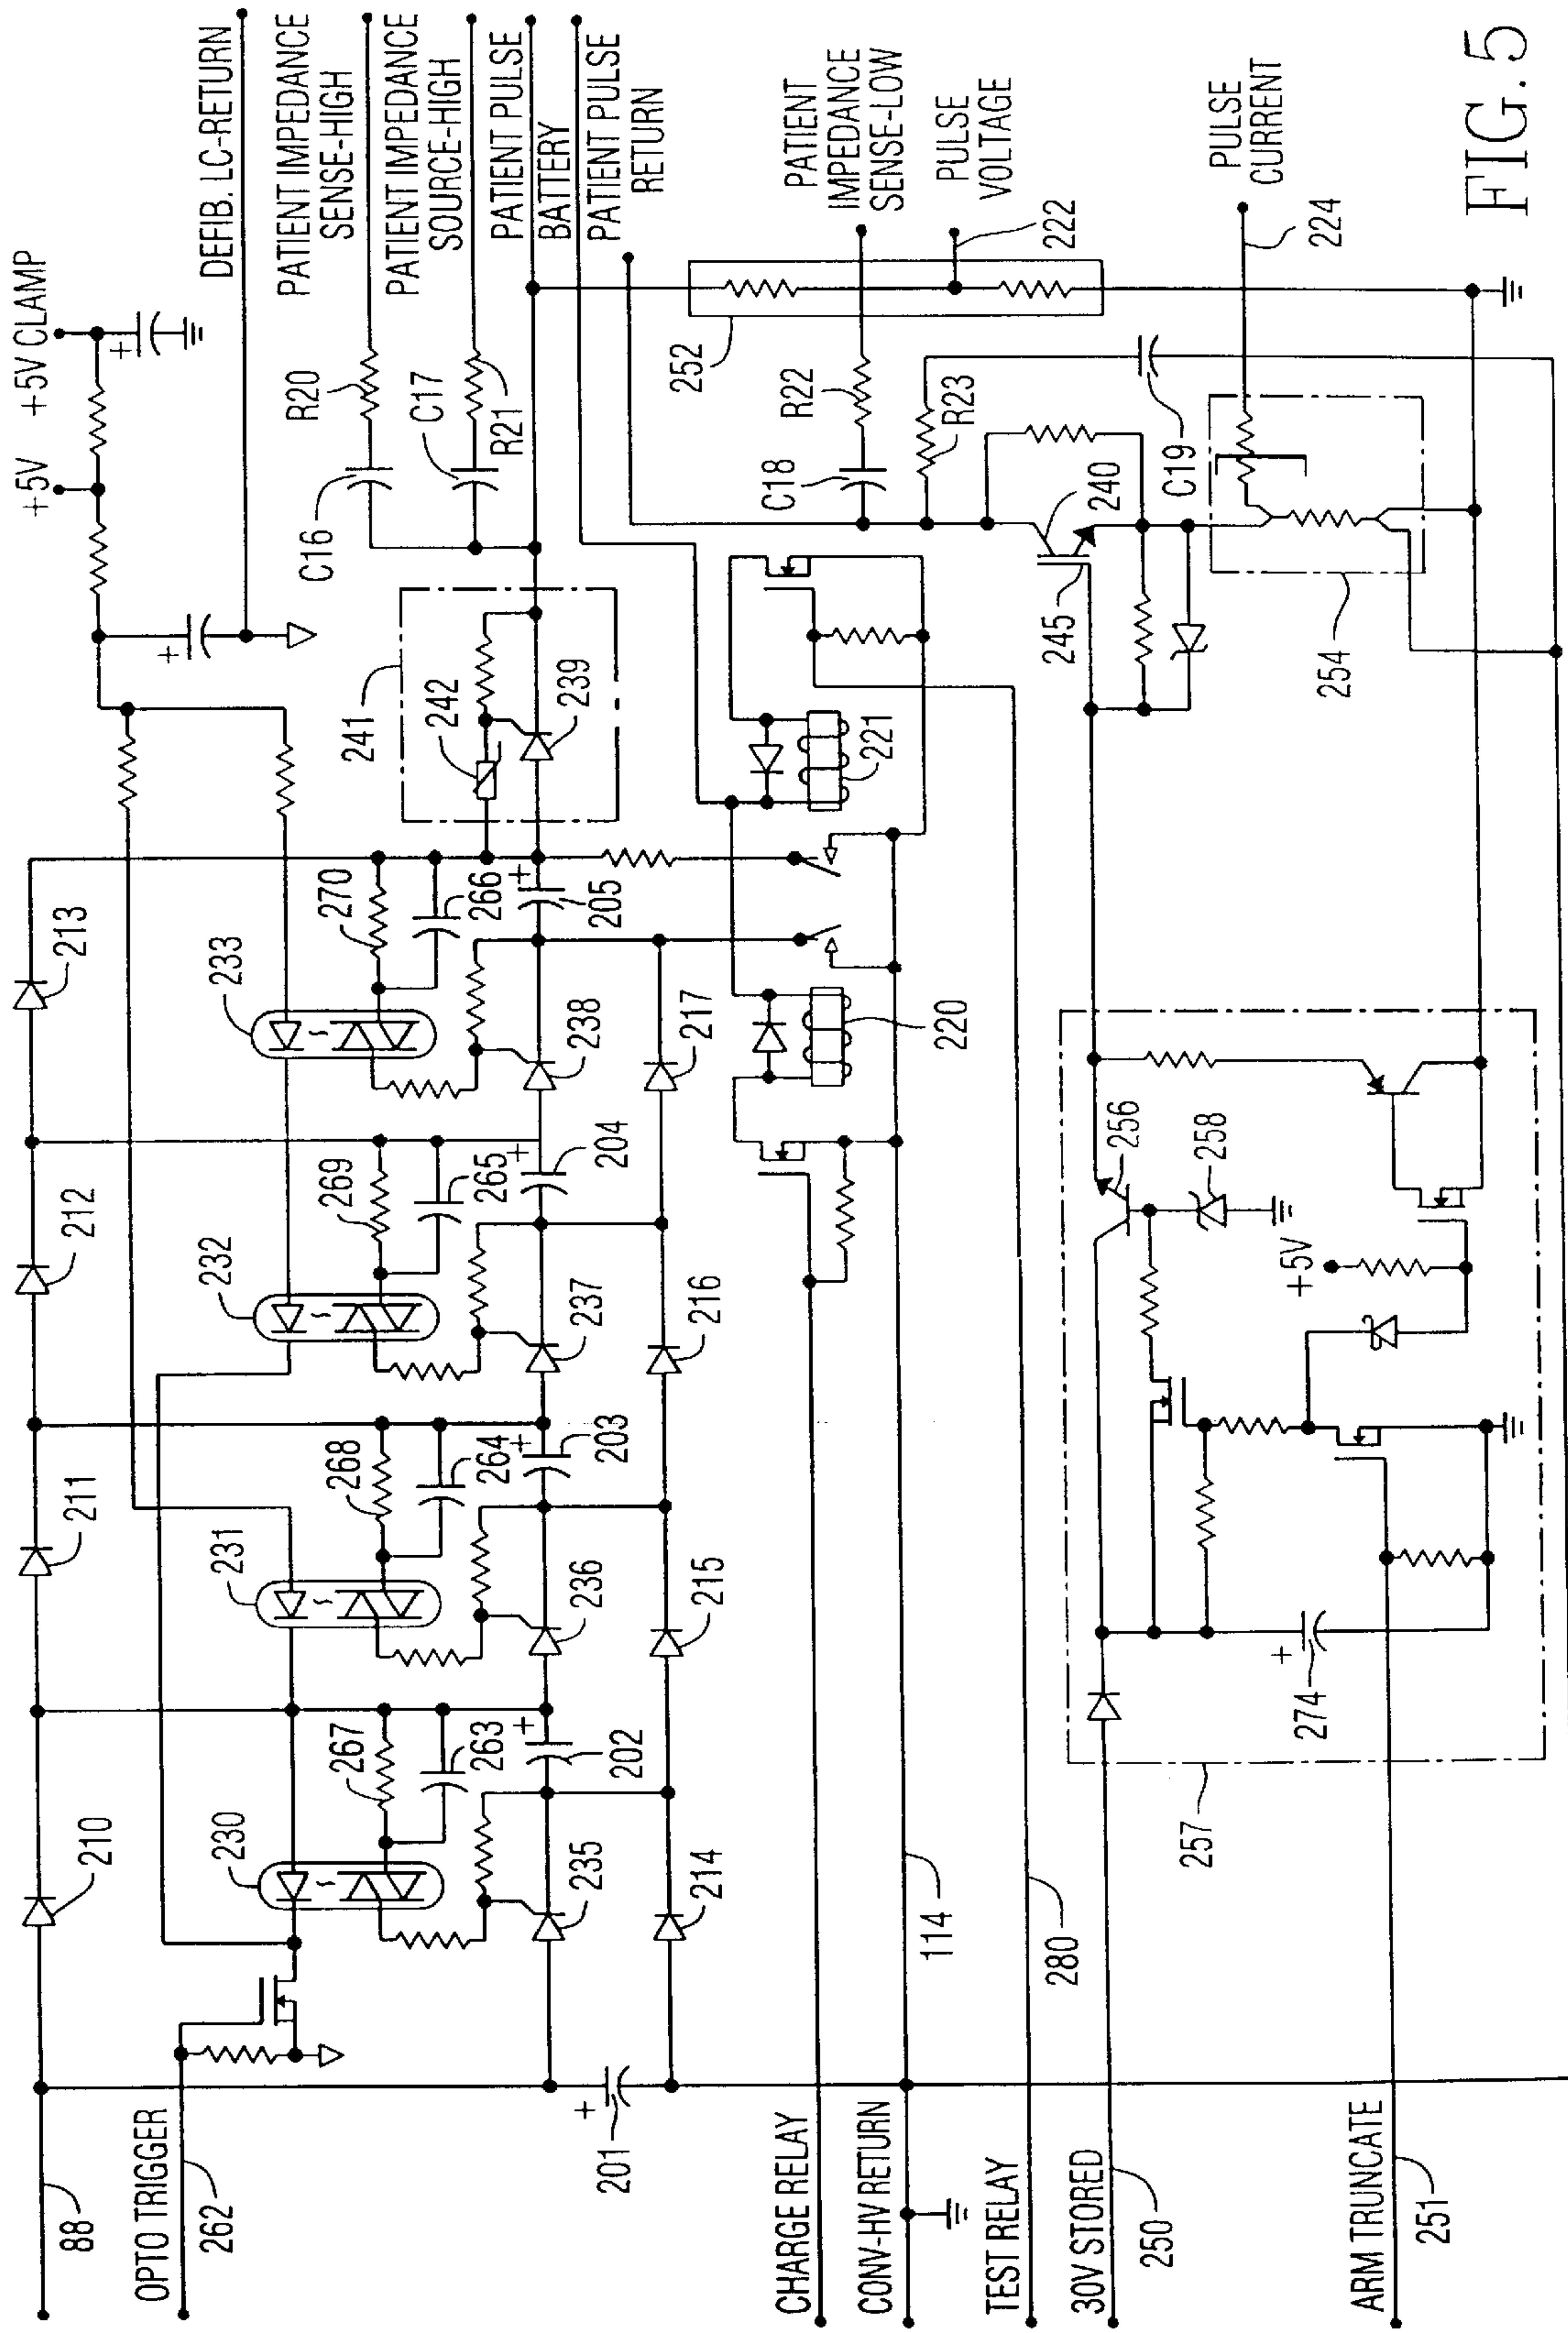 +5V
+5V CLAMP
DEFIB. LC-RETURN
PATIENT IMPEDANCE
SENSE-HIGH
PATIENT IMPEDANCE
SOURCE-HIGH
PATIENT PULSE
BATTERY
PATIENT PULSE
RETURN
R20
C16
C17
R21
241
242
239
213
212
211
210
233
232
231
230
270
269
268
267
266
265
264
263
+
205
+
204
+
203
+
202
238
237
236
235
217
216
215
214
88
OPTO TRIGGER
262
+
201
+
+
221
220
252
222
PATIENT
IMPEDANCE
SENSE-LOW
PULSE
VOLTAGE
R22
C18
R23
C19
240
245
254
PULSE
CURRENT
224
CHARGE RELAY
CONV-HV RETURN
114
TEST RELAY
280
30V STORED
250
ARM TRUNCATE
251
256
258
+5V
257
+
274
FIG. 5